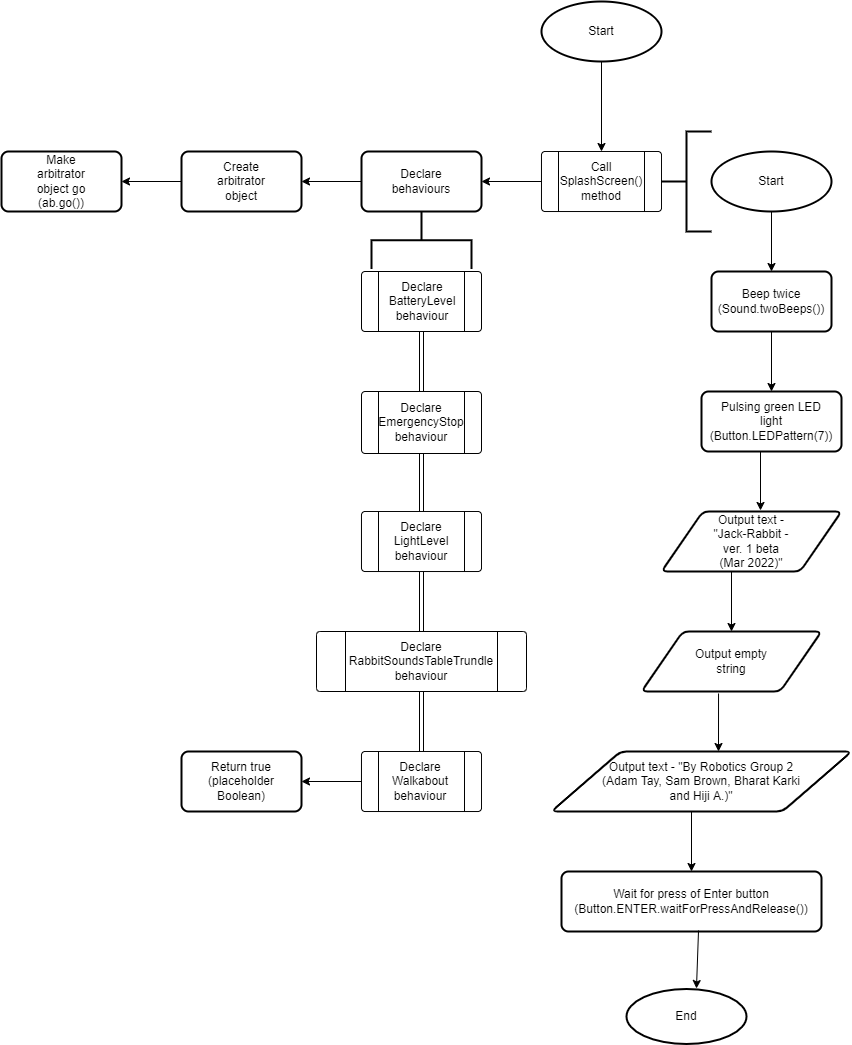 Start
Make
arbitrator
object go
(ab.go())
Create
arbitrator
object
Declare
behaviours
Call
SplashScreen()
method
Start
Declare
BatteryLevel
behaviour
Beep twice
(Sound.twoBeeps())
Declare
EmergencyStop
behaviour
Pulsing green LED
light
(Button.LEDPattern(7))
Declare
LightLevel
behaviour
Output text -
"Jack-Rabbit -
ver. 1 beta
(Mar 2022)"
Declare
RabbitSoundsTableTrundle
behaviour
Output empty
string
Return true
(placeholder
Boolean)
Declare
Walkabout
behaviour
Output text - "By Robotics Group 2
(Adam Tay, Sam Brown, Bharat Karki
and Hiji A.)"
Wait for press of Enter button
(Button.ENTER.waitForPressAndRelease())
End